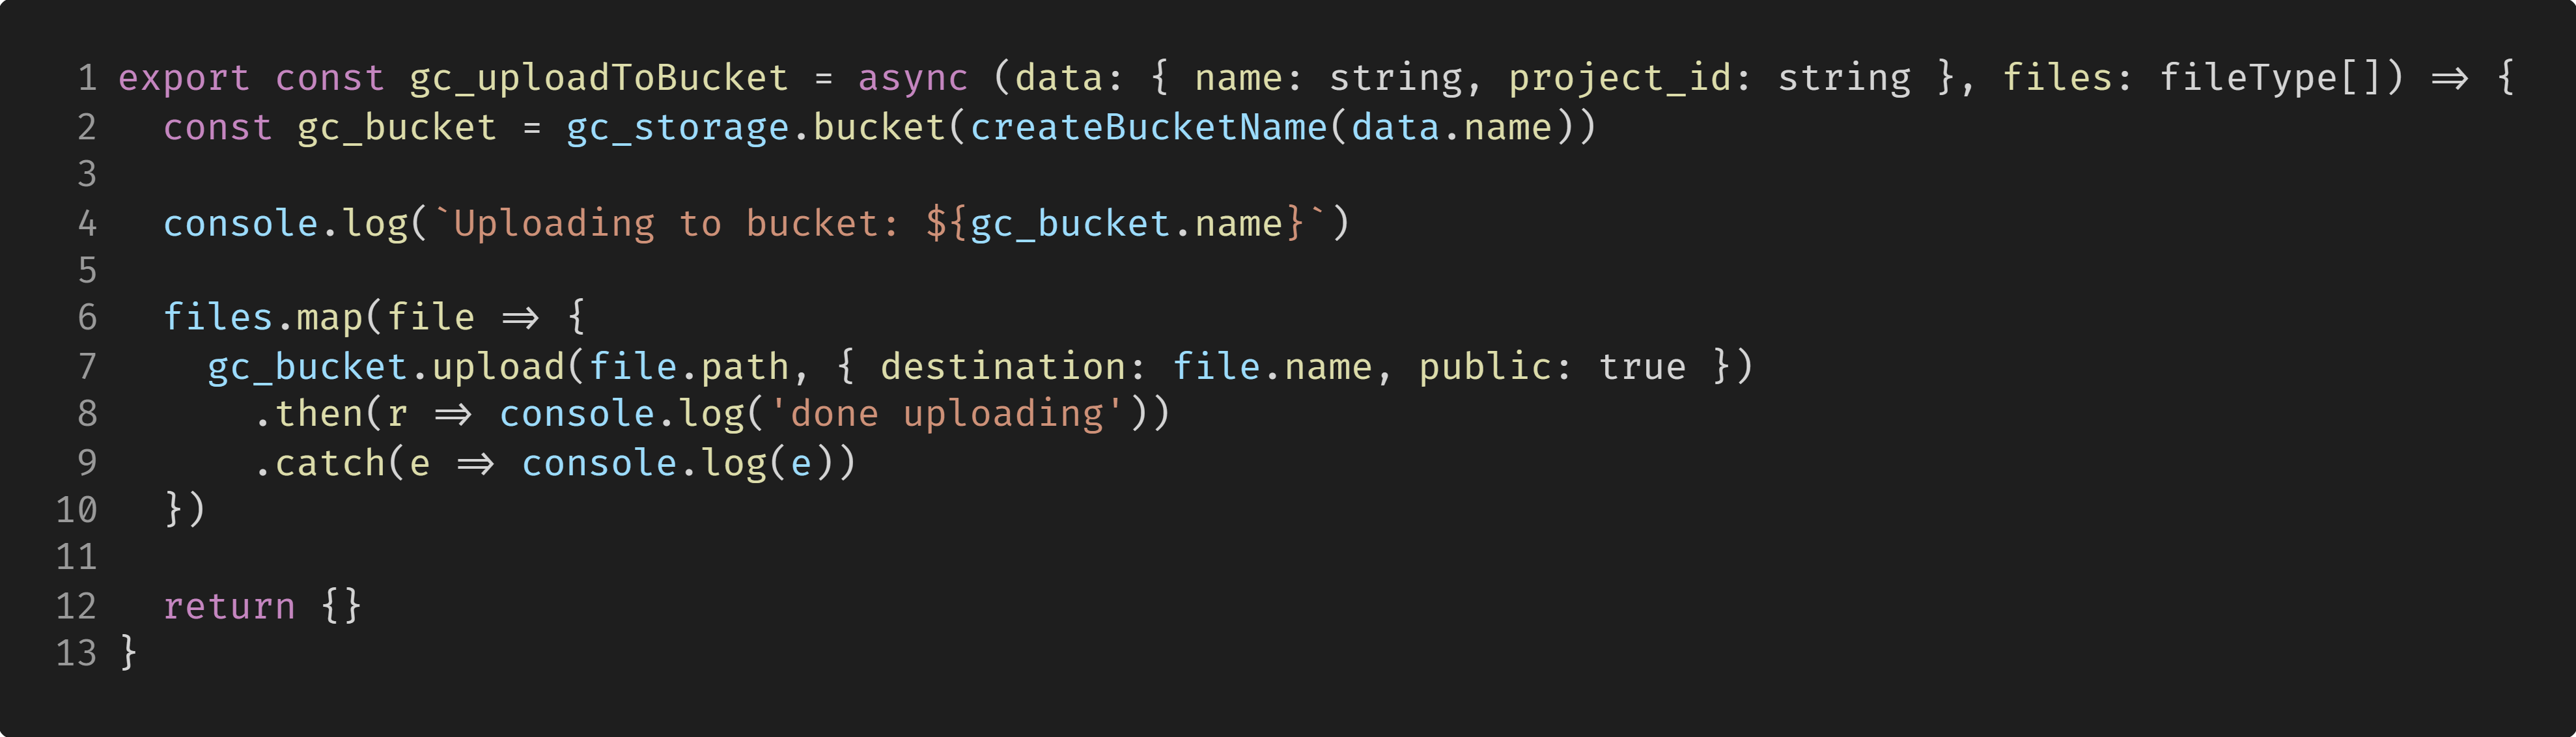 1 export const gc_uploadToBucket = async (data: { name: string, project_id: string }, files: fileType[]) => {
2   const gc_bucket = gc_storage.bucket(createBucketName(data.name))
3
4   console.log(`Uploading to bucket: ${gc_bucket.name}`)
5
6   files.map(file => {
7     gc_bucket.upload(file.path, { destination: file.name, public: true })
8       .then(r => console.log('done uploading'))
9       .catch(e => console.log(e))
10   })
11
12   return {}
13 }